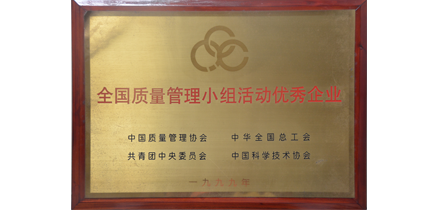 全国质量管理小组活动优秀企业
中国质量管理协会 中华全国总工会
共青团中央委员会 中国科学技术协会